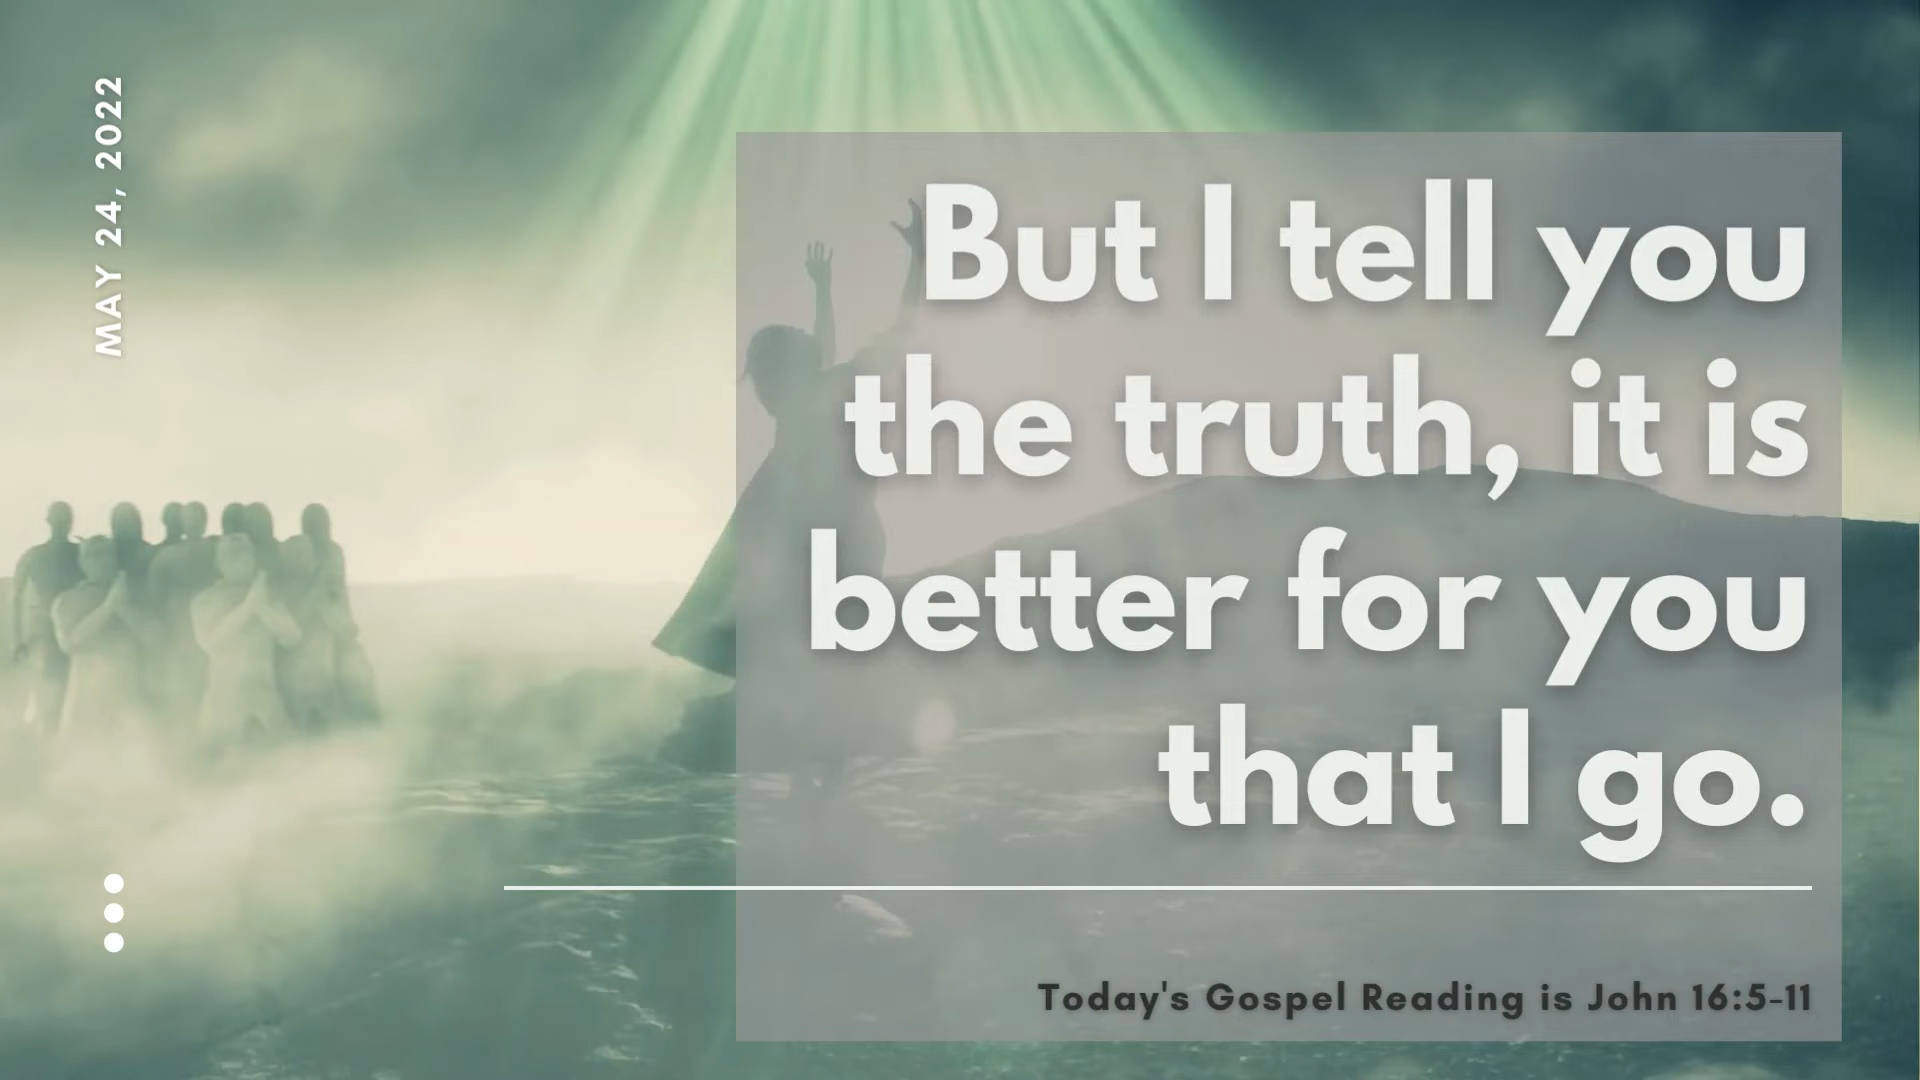 MAY 24, 2022
But I tell you
the truth, it is
better for you
that I go.
Today's Gospel Reading is John 16:5-11